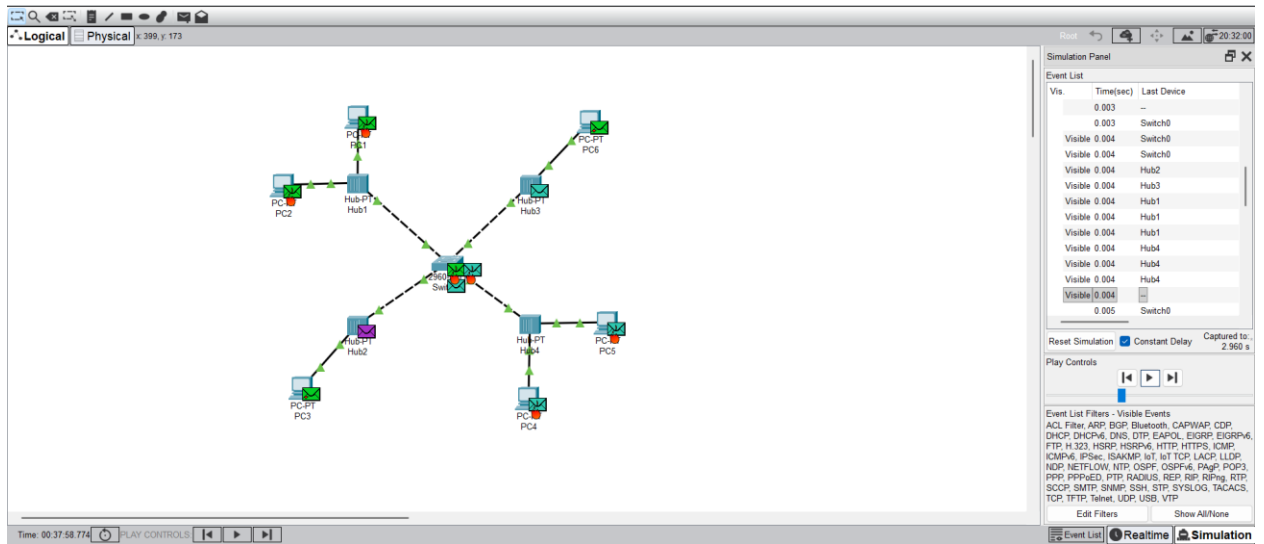 Logical
Physical
x: 399, y: 173
Root
20:32:00
Simulation Panel
Event List
Vis. Time(sec) Last Device
0.003 --
0.003 Switch0
Visible 0.004 Switch0
Visible 0.004 Switch0
Visible 0.004 Hub2
Visible 0.004 Hub3
Visible 0.004 Hub1
Visible 0.004 Hub1
Visible 0.004 Hub1
Visible 0.004 Hub4
Visible 0.004 Hub4
Visible 0.004 Hub4
Visible 0.004 --
0.005 Switch0
Reset Simulation
Constant Delay
Captured to:
2.960 s
Play Controls
Event List Filters - Visible Events
ACL Filter, ARP, BGP, Bluetooth, CAPWAP, CDP,
DHCP, DHCPv6, DNS, DTP, EAPOL, EIGRP, EIGRPv6,
FTP, H.323, HSRP, HSRPv6, HTTP, HTTPS, ICMP,
ICMPv6, IPSec, ISAKMP, IoT, IoT TCP, LACP, LLDP,
NDP, NETFLOW, NTP, OSPF, OSPFv6, PAgP, POP3,
PPP, PPPoED, PTP, RADIUS, REP, RIP, RIPng, RTP,
SCCP, SMTP, SNMP, SSH, STP, SYSLOG, TACACS,
TCP, TFTP, Telnet, UDP, USB, VTP
Edit Filters
Show All/None
PC1
PC-PT
PC6
PC2
Hub-PT
Hub1
Hub-PT
Hub3
2960
Hub-PT
Hub2
Hub-PT
Hub4
PC5
PC-PT
PC3
PC4
Time: 00:37:58.774
PLAY CONTROLS:
Event List
Realtime
Simulation